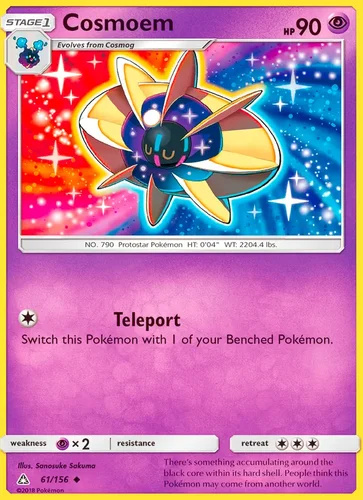 STAGE 1
Cosmoem
HP 90
Evolves from Cosmog
NO. 790 Protostar Pokémon HT: 0'04" WT: 2204.4 lbs.
Teleport
Switch this Pokémon with 1 of your Benched Pokémon.
weakness ×2 resistance retreat
Illus. Sanosuke Sakuma
61/156
©2018 Pokémon
There's something accumulating around the
black core within its hard shell. People think this
Pokémon may come from another world.